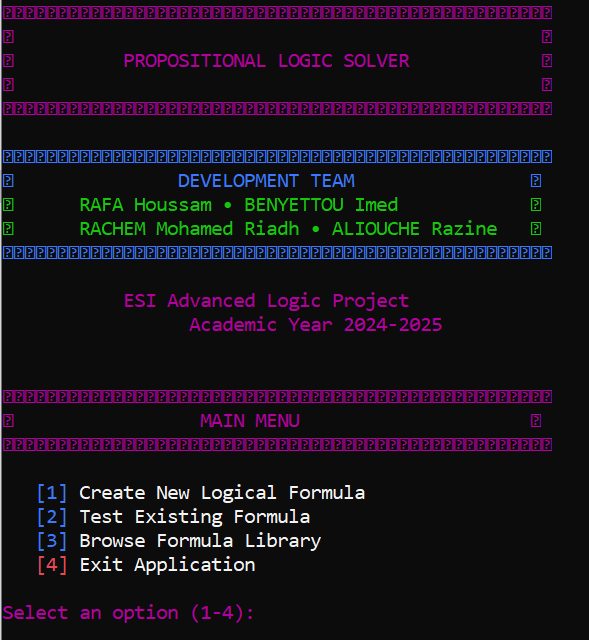 PROPOSITIONAL LOGIC SOLVER
DEVELOPMENT TEAM
RAFA Houssam • BENYETTOU Imed
RACHEM Mohamed Riadh • ALIOUCHE Razine
ESI Advanced Logic Project
Academic Year 2024-2025
MAIN MENU
[1] Create New Logical Formula
[2] Test Existing Formula
[3] Browse Formula Library
[4] Exit Application
Select an option (1-4):